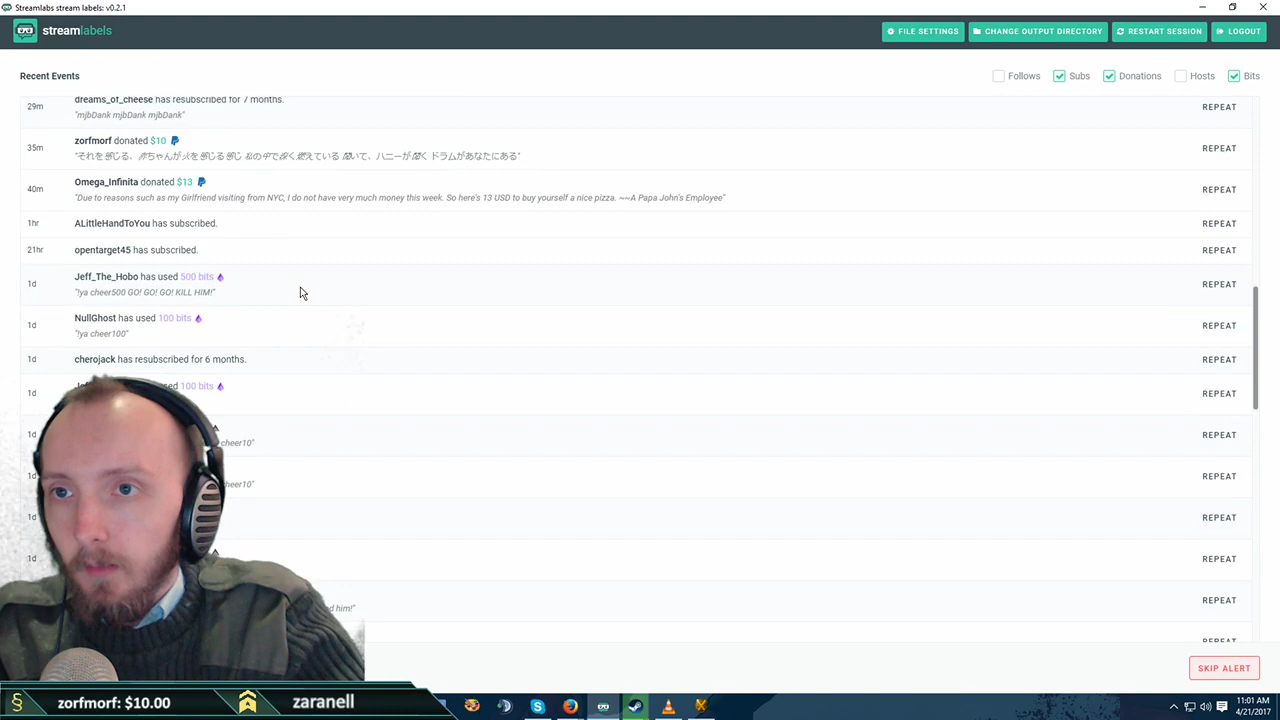 Streamlabs stream labels: v0.2.1
streamlabels
FILE SETTINGS CHANGE OUTPUT DIRECTORY RESTART SESSION LOGOUT
Recent Events
Follows Subs Donations Hosts Bits
29m dreams_of_cheese has resubscribed for 7 months. REPEAT
"mjbDank mjbDank mjbDank"
35m zorfmorf donated $10 REPEAT
40m Omega_Infinita donated $13 REPEAT
"Due to reasons such as my Girlfriend visiting from NYC, I do not have very much money this week. So here's 13 USD to buy yourself a nice pizza. ~~A Papa John's Employee"
1hr ALittleHandToYou has subscribed. REPEAT
21hr opentarget45 has subscribed. REPEAT
1d Jeff_The_Hobo has used 500 bits REPEAT
"!ya cheer500 GO! GO! GO! KILL HIM!"
1d NullGhost has used 100 bits REPEAT
"!ya cheer100"
1d cherojack has resubscribed for 6 months. REPEAT
1d 100 bits REPEAT
1d REPEAT
cheer10"
1d REPEAT
cheer10"
1d REPEAT
1d REPEAT
REPEAT
him!"
REPEAT
SKIP ALERT
zorfmorf: $10.00 zaranell
11:01 AM
4/21/2017